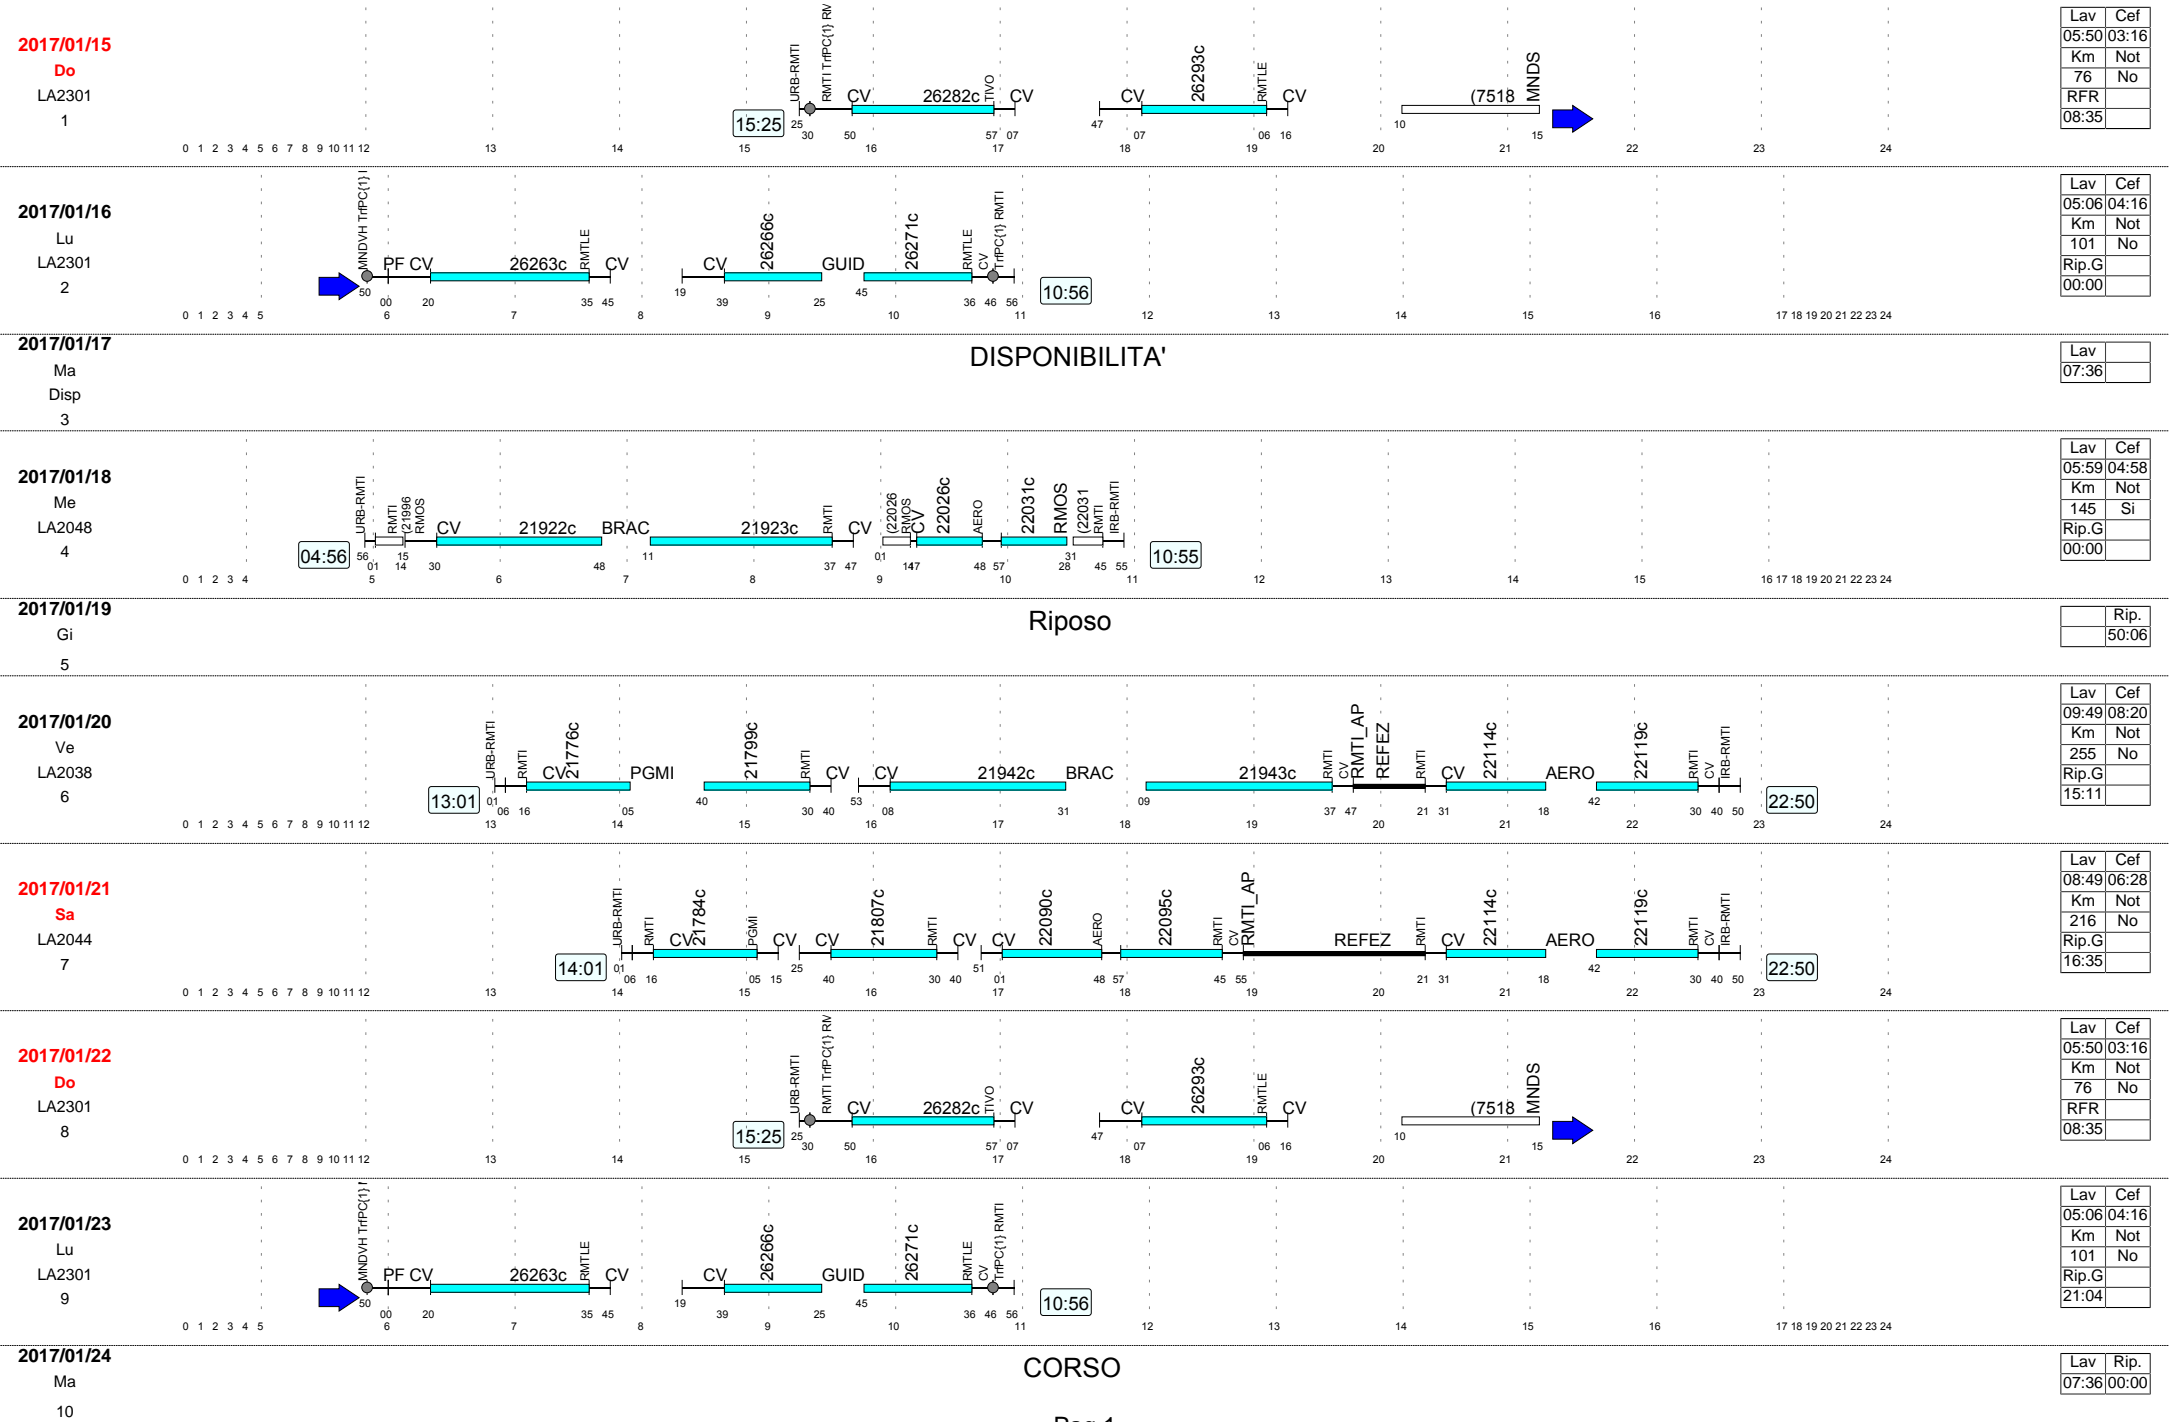 2017/01/15
Do
LA2301
1
15:25
URB-RMTI
RMTI TrfPC{1} RM
CV 26282c TIVO CV
CV 26293c RMTLE CV
(7518 MNDS
25 30 50 57 07 47 07 06 16 10 15
0 1 2 3 4 5 6 7 8 9 10 11 12 13 14 15 16 17 18 19 20 21 22 23 24
Lav Cef
05:50 03:16
Km Not
76 No
RFR
08:35
2017/01/16
Lu
LA2301
2
MNDVH TrfPC{1}
PF CV 26263c RMTLE CV
CV 26266c GUID 26271c RMTLE CV TrfPC{1} RMTI
10:56
50 00 20 35 45 19 39 25 45 36 46 56
0 1 2 3 4 5 6 7 8 9 10 11 12 13 14 15 16 17 18 19 20 21 22 23 24
Lav Cef
05:06 04:16
Km Not
101 No
Rip.G
00:00
2017/01/17
Ma
Disp
3
DISPONIBILITA'
Lav
07:36
2017/01/18
Me
LA2048
4
04:56
URB-RMTI RMTI (21996 RMOS
CV 21922c BRAC 21923c RMTI CV
(22026 RMOS CV 22026c AERO 22031c RMOS (22031 RMTI IRB-RMTI
10:55
56 01 14 15 30 48 11 37 47 01 14 17 48 57 28 31 45 55
0 1 2 3 4 5 6 7 8 9 10 11 12 13 14 15 16 17 18 19 20 21 22 23 24
Lav Cef
05:59 04:58
Km Not
145 Si
Rip.G
00:00
2017/01/19
Gi
5
Riposo
Rip.
50:06
2017/01/20
Ve
LA2038
6
13:01
URB-RMTI RMTI CV 21776c PGMI 21799c RMTI CV
CV 21942c BRAC 21943c RMTI CV RMTI_AP REFEZ RMTI
CV 22114c AERO 22119c RMTI CV IRB-RMTI
22:50
01 06 16 05 40 30 40 53 08 31 09 37 47 21 31 18 42 30 40 50
0 1 2 3 4 5 6 7 8 9 10 11 12 13 14 15 16 17 18 19 20 21 22 23 24
Lav Cef
09:49 08:20
Km Not
255 No
Rip.G
15:11
2017/01/21
Sa
LA2044
7
14:01
URB-RMTI RMTI CV 21784c PGMI CV
CV 21807c RMTI CV
CV 22090c AERO 22095c RMTI CV RMTI_AP REFEZ RMTI
CV 22114c AERO 22119c RMTI CV IRB-RMTI
22:50
01 06 16 05 15 25 40 30 40 51 01 48 57 45 55 21 31 18 42 30 40 50
0 1 2 3 4 5 6 7 8 9 10 11 12 13 14 15 16 17 18 19 20 21 22 23 24
Lav Cef
08:49 06:28
Km Not
216 No
Rip.G
16:35
2017/01/22
Do
LA2301
8
15:25
URB-RMTI
RMTI TrfPC{1} RM
CV 26282c TIVO CV
CV 26293c RMTLE CV
(7518 MNDS
25 30 50 57 07 47 07 06 16 10 15
0 1 2 3 4 5 6 7 8 9 10 11 12 13 14 15 16 17 18 19 20 21 22 23 24
Lav Cef
05:50 03:16
Km Not
76 No
RFR
08:35
2017/01/23
Lu
LA2301
9
MNDVH TrfPC{1}
PF CV 26263c RMTLE CV
CV 26266c GUID 26271c RMTLE CV TrfPC{1} RMTI
10:56
50 00 20 35 45 19 39 25 45 36 46 56
0 1 2 3 4 5 6 7 8 9 10 11 12 13 14 15 16 17 18 19 20 21 22 23 24
Lav Cef
05:06 04:16
Km Not
101 No
Rip.G
21:04
2017/01/24
Ma
10
CORSO
Lav Rip.
07:36 00:00